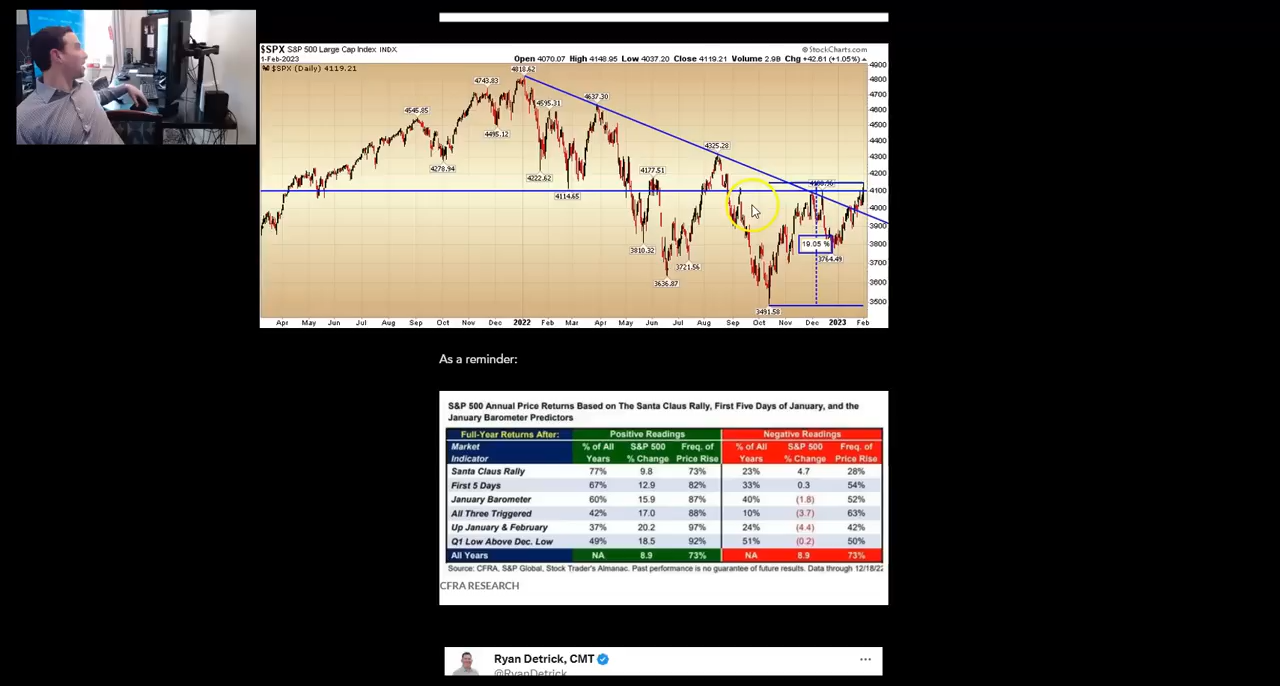 $SPX S&P 500 Large Cap Index INDX
© StockCharts.com
1-Feb-2023
Open 4070.07 High 4148.95 Low 4037.20 Close 4119.21 Volume 2.9B Chg +42.61 (+1.05%)
$SPX (Daily) 4119.21
4818.62
4743.83
4637.30
4595.31
4545.85
4495.12
4325.28
4278.94
4222.62
4177.51
4114.65
19.05 %
3810.32
3764.49
3721.56
3636.87
3491.58
4900
4800
4700
4600
4500
4400
4300
4200
4100
4000
3900
3800
3700
3600
3500
Apr May Jun Jul Aug Sep Oct Nov Dec 2022 Feb Mar Apr May Jun Jul Aug Sep Oct Nov Dec 2023 Feb
As a reminder:
S&P 500 Annual Price Returns Based on The Santa Claus Rally, First Five Days of January, and the
January Barometer Predictors
Full-Year Returns After: Positive Readings Negative Readings
Market % of All S&P 500 Freq. of % of All S&P 500 Freq. of
Indicator Years % Change Price Rise Years % Change Price Rise
Santa Claus Rally 77% 9.8 73% 23% 4.7 28%
First 5 Days 67% 12.9 82% 33% 0.3 54%
January Barometer 60% 15.9 87% 40% (1.8) 52%
All Three Triggered 42% 17.0 88% 10% (3.7) 63%
Up January & February 37% 20.2 97% 24% (4.4) 42%
Q1 Low Above Dec. Low 49% 18.5 92% 51% (0.2) 50%
All Years NA 8.9 73% NA 8.9 73%
Source: CFRA, S&P Global, Stock Trader's Almanac. Past performance is no guarantee of future results. Data through 12/18/22
CFRA RESEARCH
Ryan Detrick, CMT
@RyanDetrick